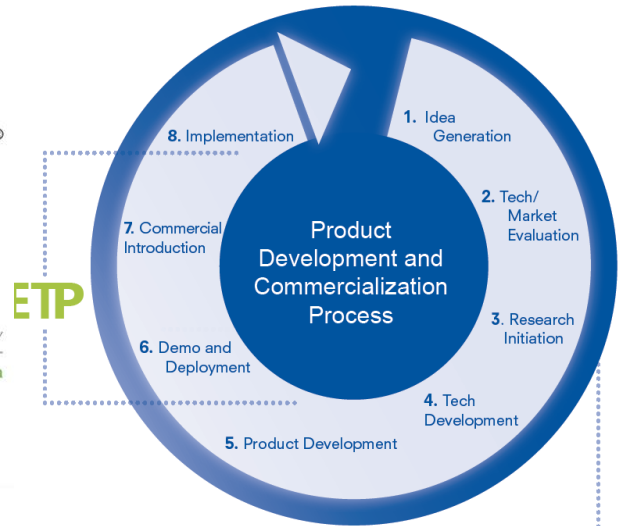 1. Idea
Generation
2. Tech/
Market
Evaluation
3. Research
Initiation
4. Tech
Development
5. Product Development
6. Demo and
Deployment
7. Commercial
Introduction
8. Implementation
Product
Development and
Commercialization
Process
ETP